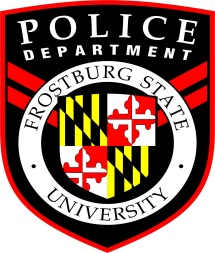 POLICE
DEPARTMENT
· FROSTBURG STATE ·
UNIVERSITY